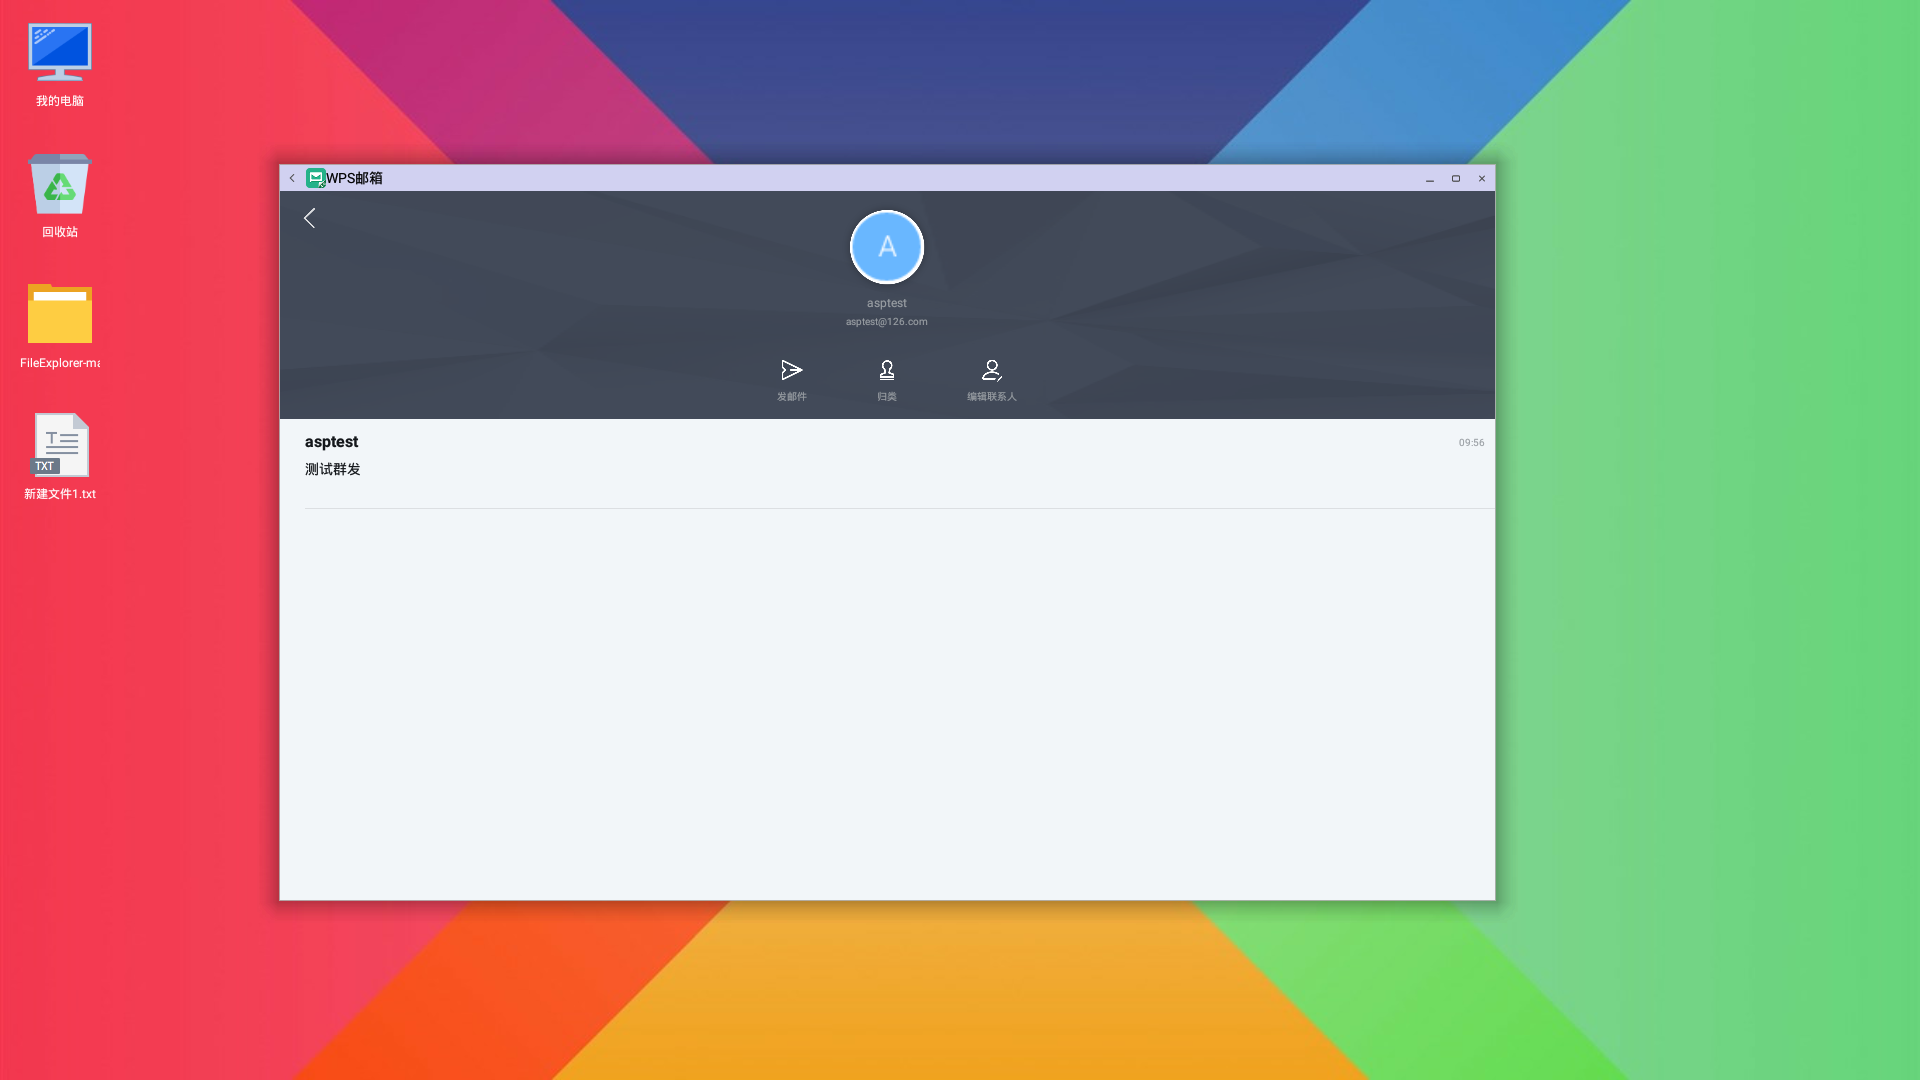 我的电脑
回收站
FileExplorer-ma
TXT
新建文件1.txt
WPS邮箱
A
asptest
asptest@126.com
发邮件
归类
编辑联系人
asptest
09:56
测试群发